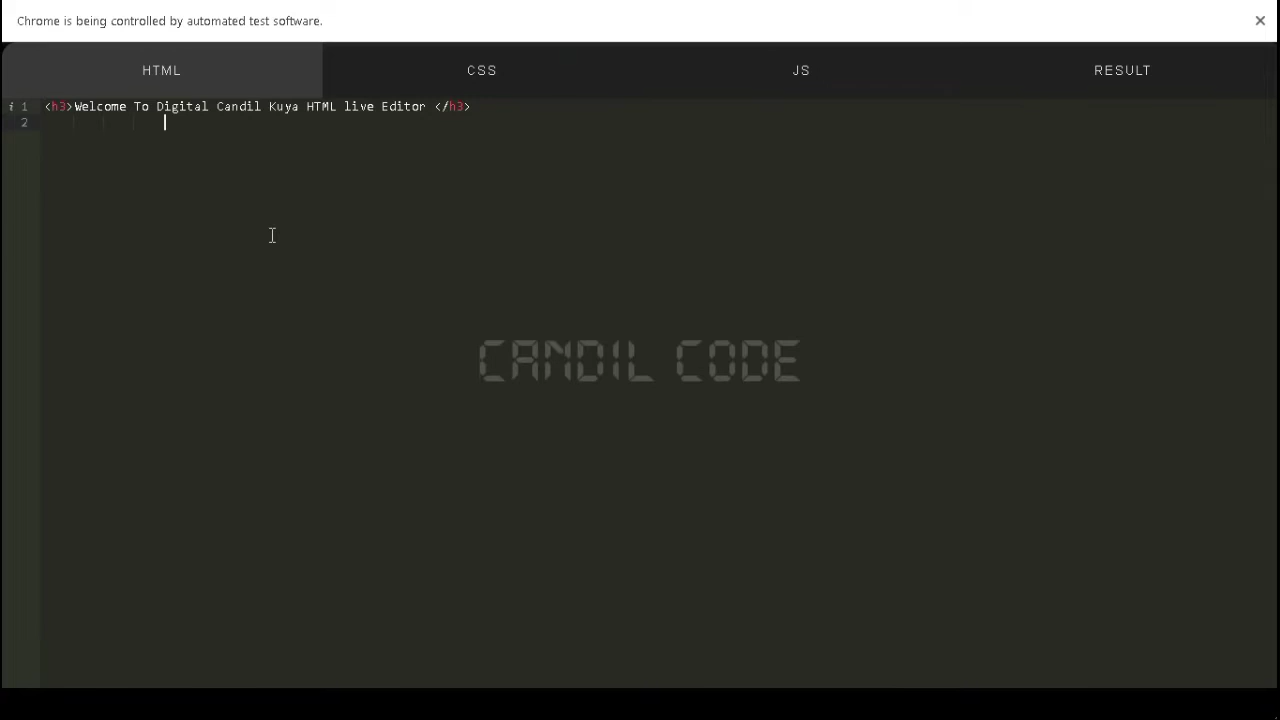 Chrome is being controlled by automated test software.
HTML CSS JS RESULT
i 1 <h3>Welcome To Digital Candil Kuya HTML live Editor </h3>
2
CANDIL CODE